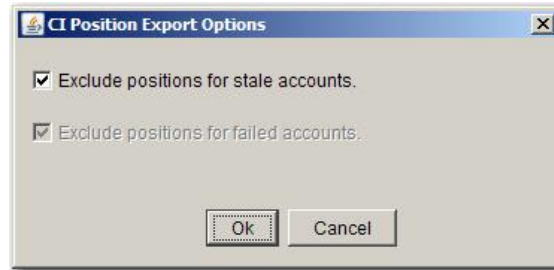 CI Position Export Options
Exclude positions for stale accounts.
Exclude positions for failed accounts.
Ok Cancel